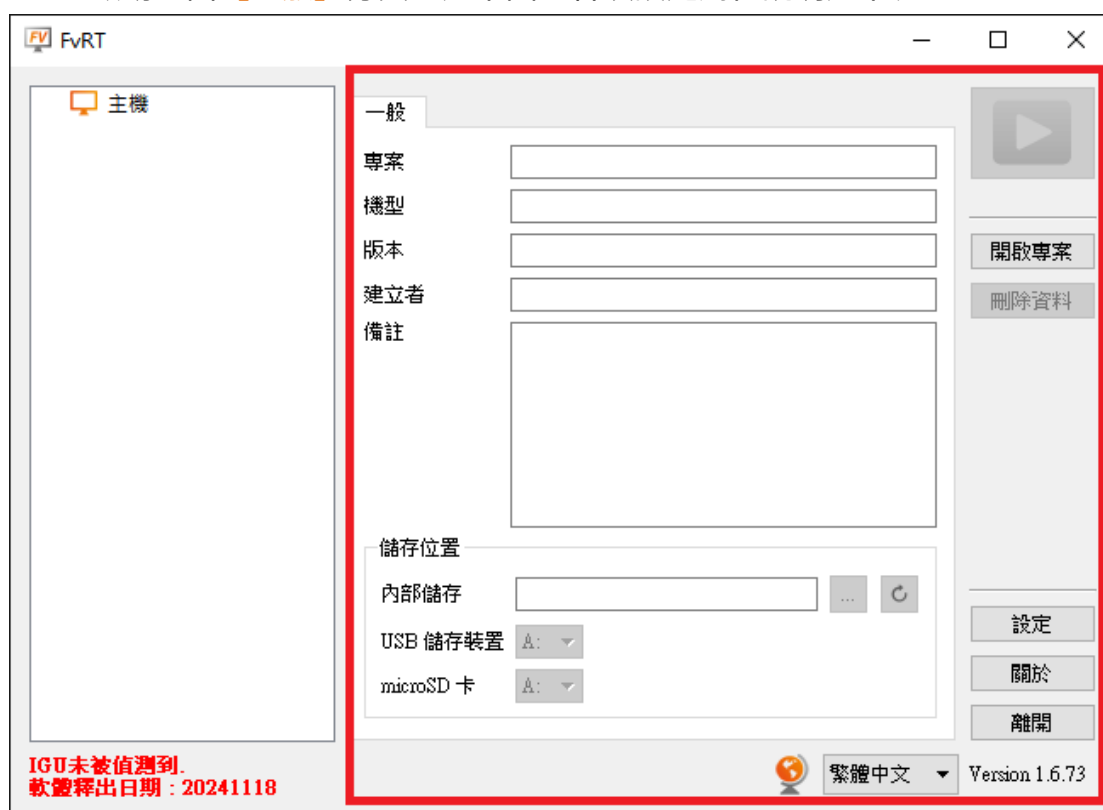 FV FvRT
主機
一般
專案
機型
版本
建立者
備註
儲存位置
內部儲存
...
USB 儲存裝置 A:
microSD 卡 A:
開啟專案
刪除資料
設定
關於
離開
IGU未被偵測到.
軟體釋出日期：20241118
繁體中文 Version 1.6.73